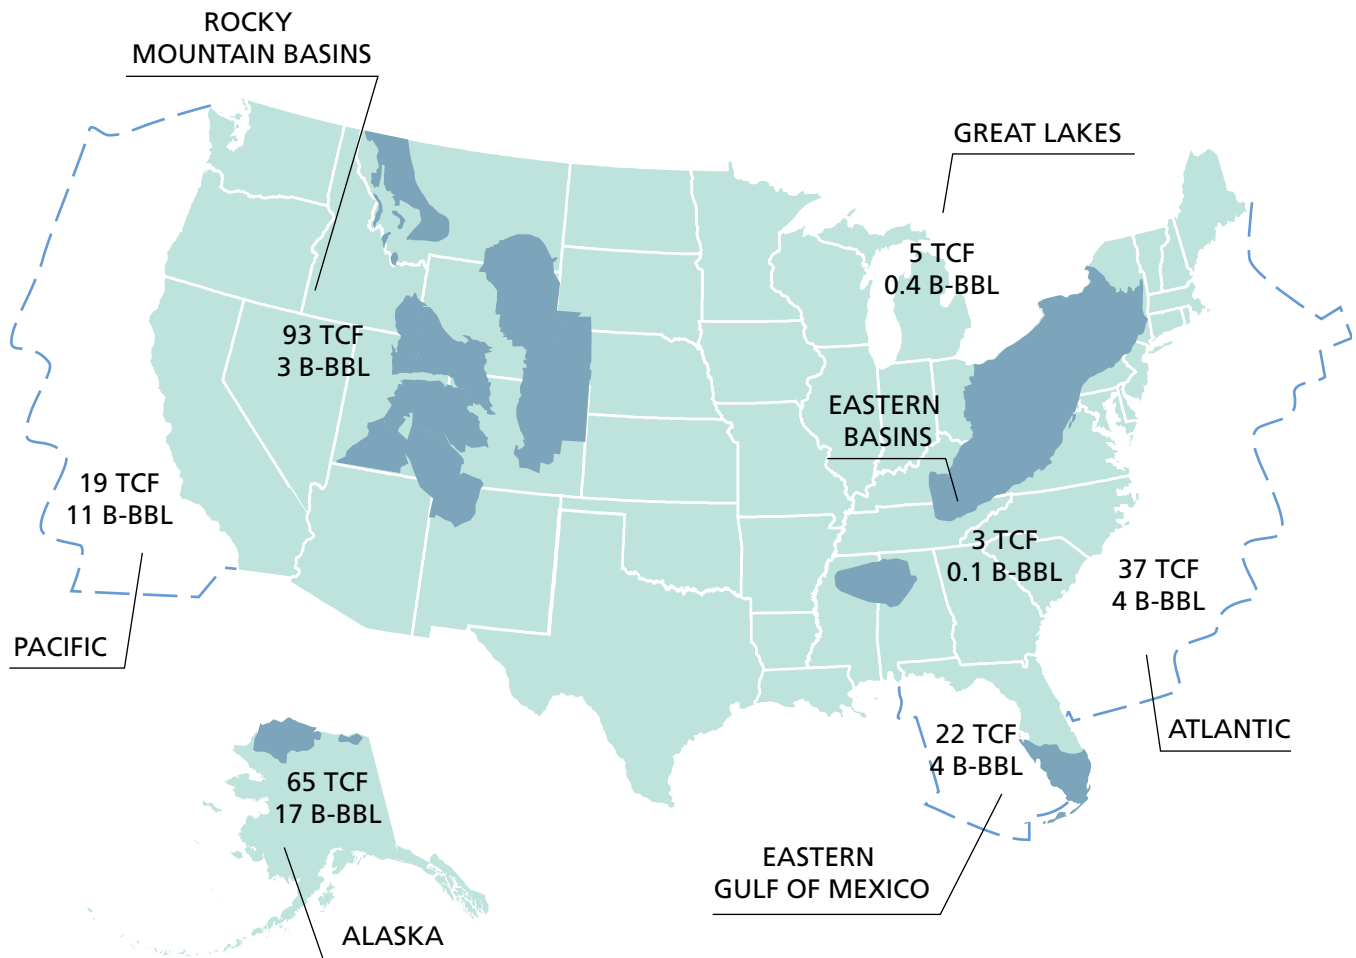 ROCKY
MOUNTAIN BASINS
GREAT LAKES
5 TCF
0.4 B-BBL
93 TCF
3 B-BBL
EASTERN
BASINS
19 TCF
11 B-BBL
3 TCF
0.1 B-BBL
37 TCF
4 B-BBL
PACIFIC
ATLANTIC
22 TCF
4 B-BBL
65 TCF
17 B-BBL
EASTERN
GULF OF MEXICO
ALASKA